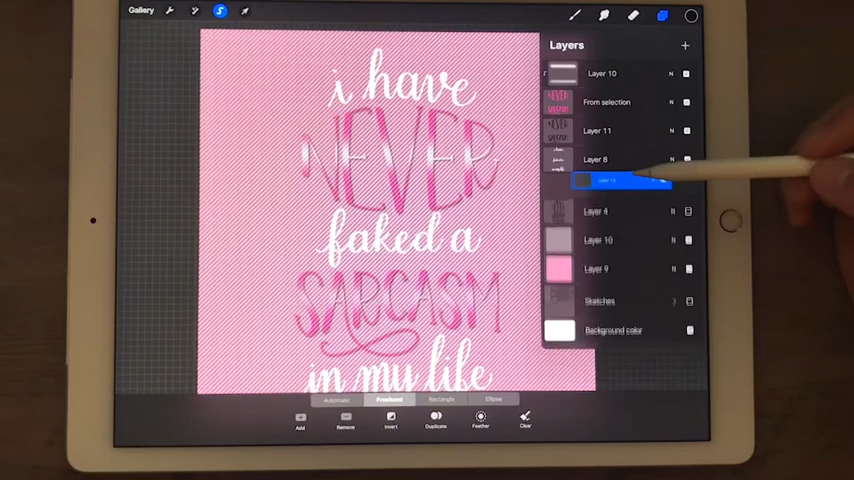 Gallery
Layers
Layer 10
N
From selection
N
Layer 11
N
Layer 8
Layer 4
N
Layer 10
N
Layer 9
N
Sketches
Background color
i have
NEVER
faked a
SARCASM
in my life
Automatic
Freehand
Rectangle
Ellipse
Add
Remove
Invert
Duplicate
Feather
Clear